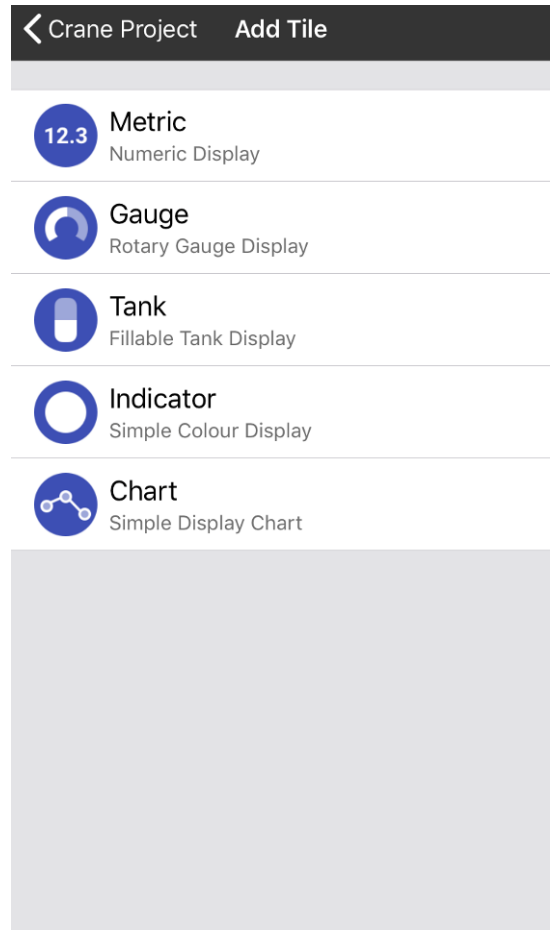 Crane Project Add Tile
12.3
Metric
Numeric Display
Gauge
Rotary Gauge Display
Tank
Fillable Tank Display
Indicator
Simple Colour Display
Chart
Simple Display Chart